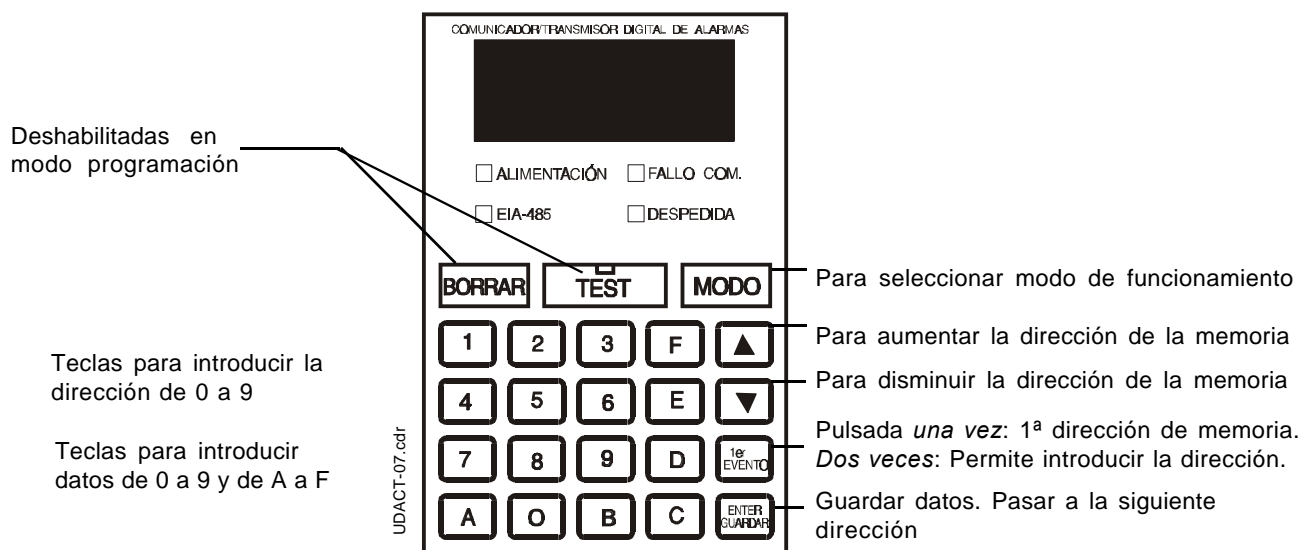 COMUNICADOR/TRANSMISOR DIGITAL DE ALARMAS
Deshabilitadas en
modo programación
ALIMENTACIÓN FALLO COM.
EIA-485 DESPEDIDA
BORRAR TEST MODO
Para seleccionar modo de funcionamiento
1 2 3 F ▲
Para aumentar la dirección de la memoria
Teclas para introducir la
dirección de 0 a 9
4 5 6 E ▼
Para disminuir la dirección de la memoria
Teclas para introducir
datos de 0 a 9 y de A a F
7 8 9 D 1er
EVENTO
Pulsada una vez: 1ª dirección de memoria.
Dos veces: Permite introducir la dirección.
A O B C ENTER
GUARDAR
Guardar datos. Pasar a la siguiente
dirección
UDACT-07.cdr